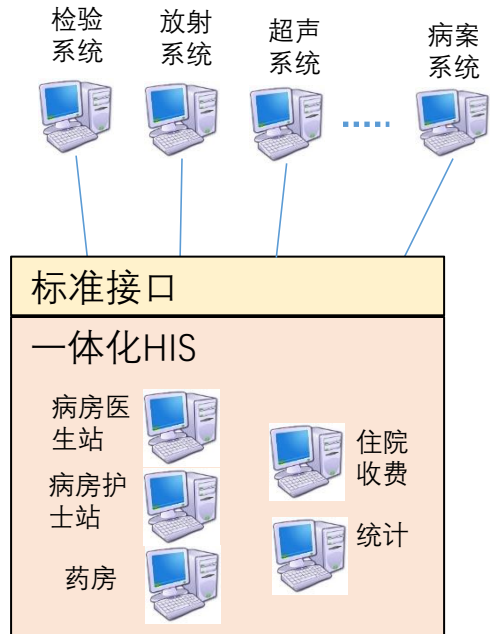 检验
系统
放射
系统
超声
系统
病案
系统
标准接口
一体化HIS
病房医
生站
住院
收费
病房护
士站
统计
药房